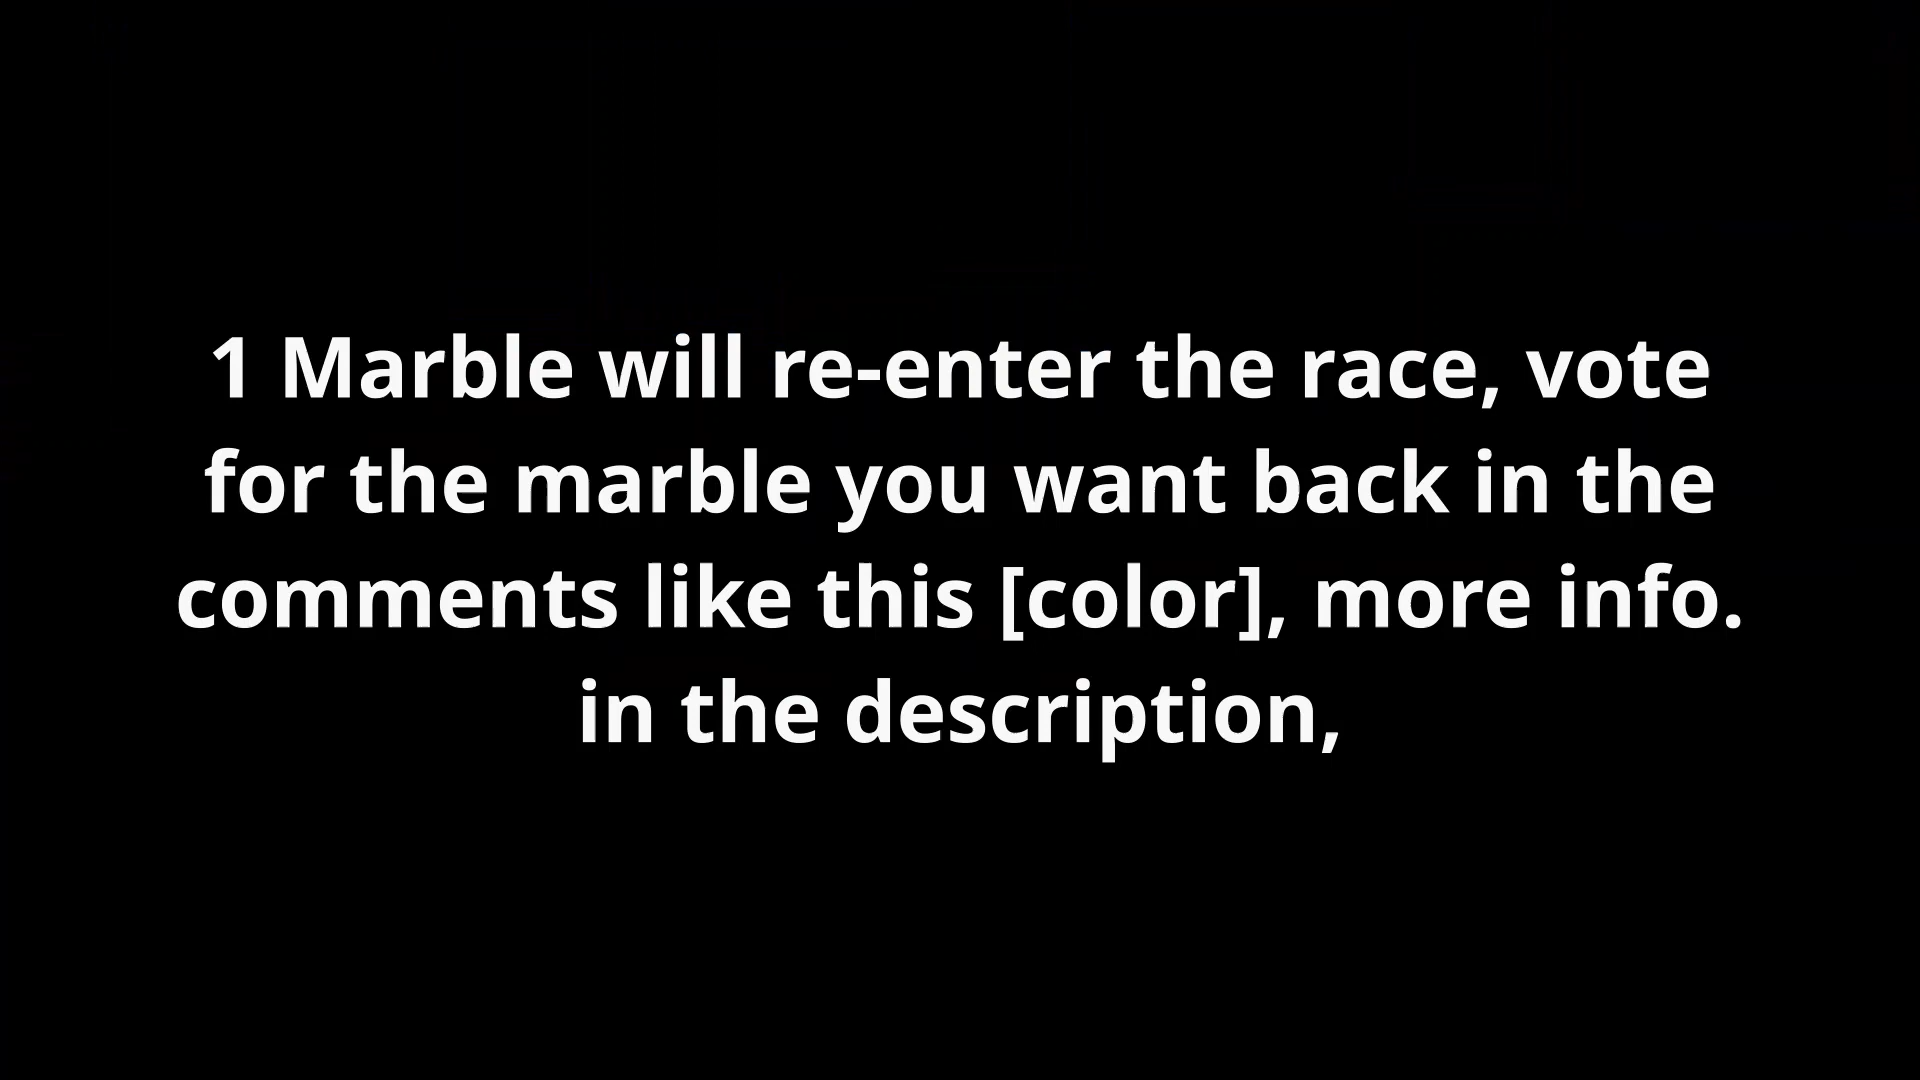 1 Marble will re-enter the race, vote
for the marble you want back in the
comments like this [color], more info.
in the description,